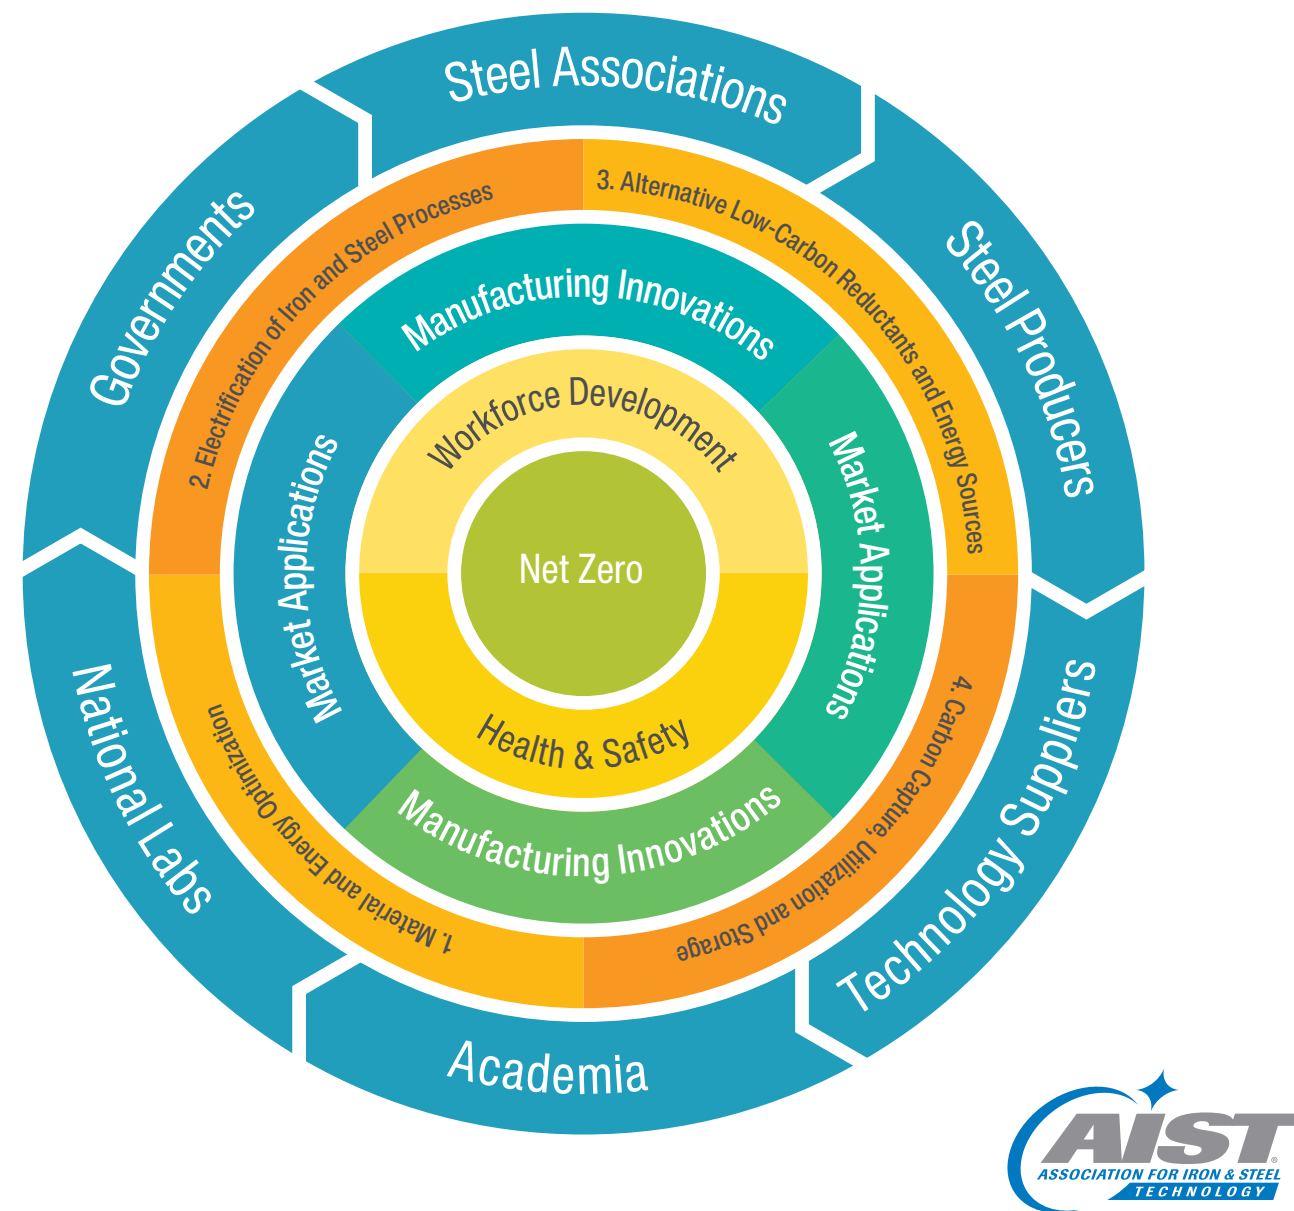 Steel Associations
Steel Producers
Technology Suppliers
Academia
National Labs
Governments
1. Material and Energy Optimization
2. Electrification of Iron and Steel Processes
3. Alternative Low-Carbon Reductants and Energy Sources
4. Carbon Capture, Utilization and Storage
Manufacturing Innovations
Market Applications
Manufacturing Innovations
Market Applications
Workforce Development
Health & Safety
Net Zero
AIST®
ASSOCIATION FOR IRON & STEEL
TECHNOLOGY